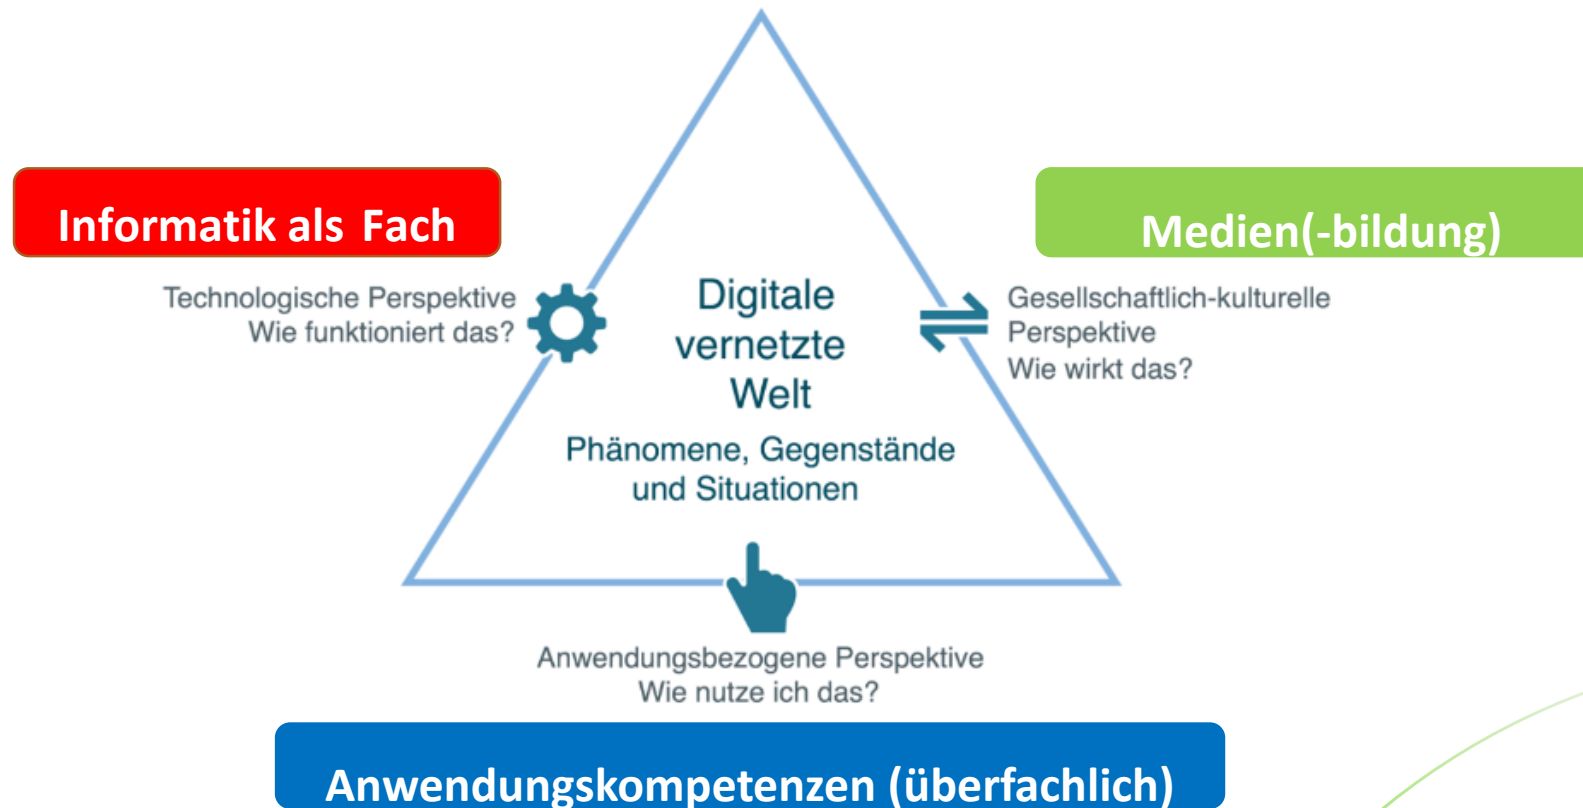 Informatik als Fach
Medien(-bildung)
Technologische Perspektive
Wie funktioniert das?
Digitale
vernetzte
Welt
Phänomene, Gegenstände
und Situationen
Gesellschaftlich-kulturelle
Perspektive
Wie wirkt das?
Anwendungsbezogene Perspektive
Wie nutze ich das?
Anwendungskompetenzen (überfachlich)